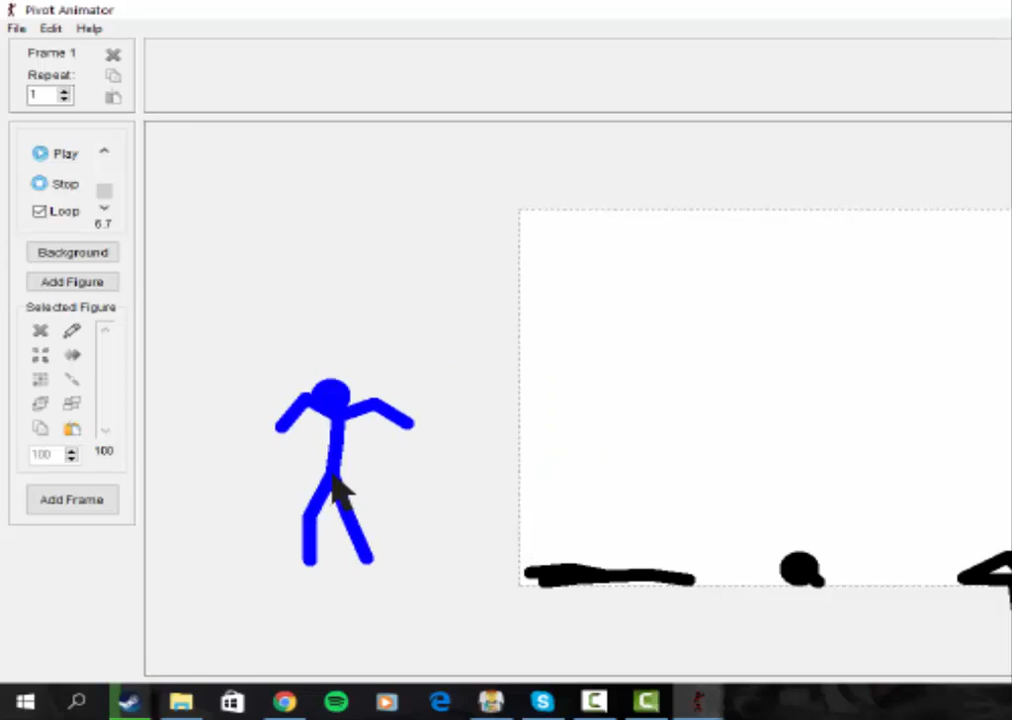 Pivot Animator
File Edit Help
Frame 1
Repeat:
1
Play
Stop
Loop
6.7
Background
Add Figure
Selected Figure
100
100
Add Frame